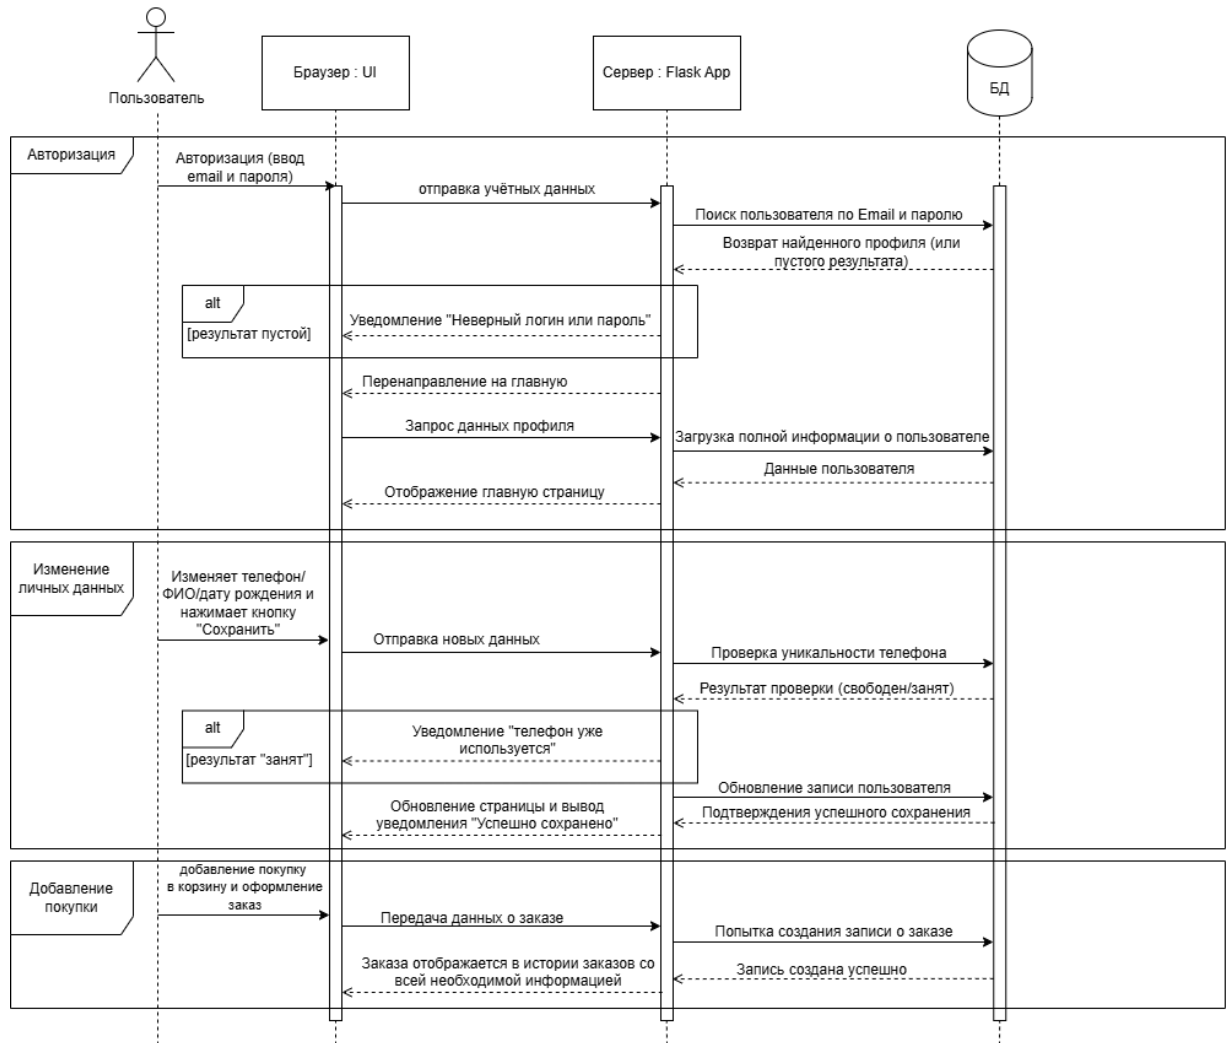 Пользователь
Браузер : UI
Сервер : Flask App
БД
Авторизация
Авторизация (ввод
email и пароля)
отправка учётных данных
Поиск пользователя по Email и паролю
Возврат найденного профиля (или
пустого результата)
alt
[результат пустой]
Уведомление "Неверный логин или пароль"
Перенаправление на главную
Запрос данных профиля
Загрузка полной информации о пользователе
Данные пользователя
Отображение главную страницу
Изменение
личных данных
Изменяет телефон/
ФИО/дату рождения и
нажимает кнопку
"Сохранить"
Отправка новых данных
Проверка уникальности телефона
Результат проверки (свободен/занят)
alt
[результат "занят"]
Уведомление "телефон уже
используется"
Обновление записи пользователя
Подтверждения успешного сохранения
Обновление страницы и вывод
уведомления "Успешно сохранено"
Добавление
покупки
добавление покупку
в корзину и оформление
заказ
Передача данных о заказе
Попытка создания записи о заказе
Запись создана успешно
Заказа отображается в истории заказов со
всей необходимой информацией